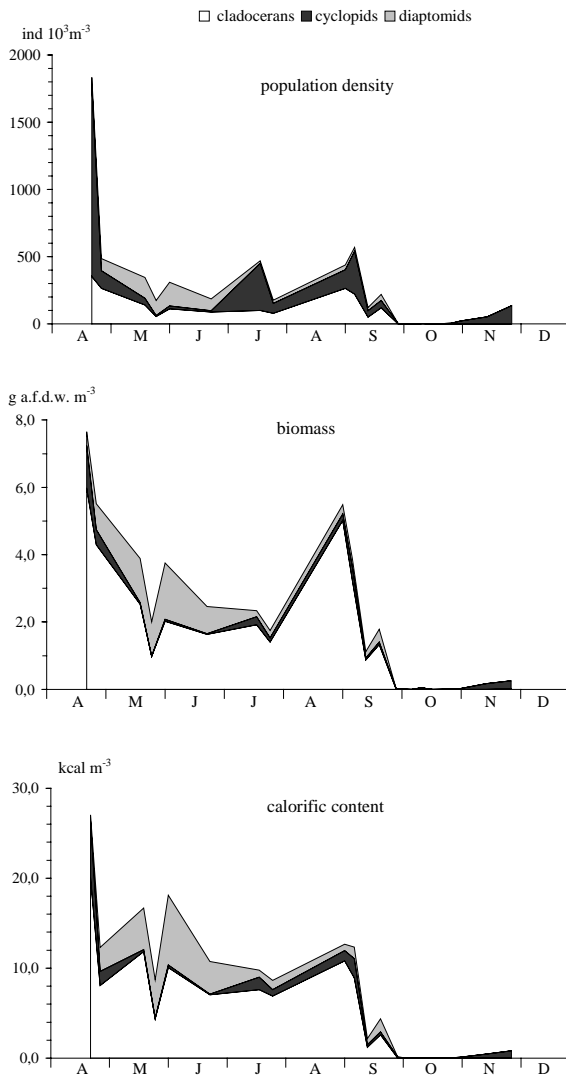 cladocerans cyclopids diaptomids
ind 10³m⁻³
population density
2000
1500
1000
500
0
A M J J A S O N D
g a.f.d.w. m⁻³
biomass
8,0
6,0
4,0
2,0
0,0
A M J J A S O N D
kcal m⁻³
calorific content
30,0
20,0
10,0
0,0
A M J J A S O N D